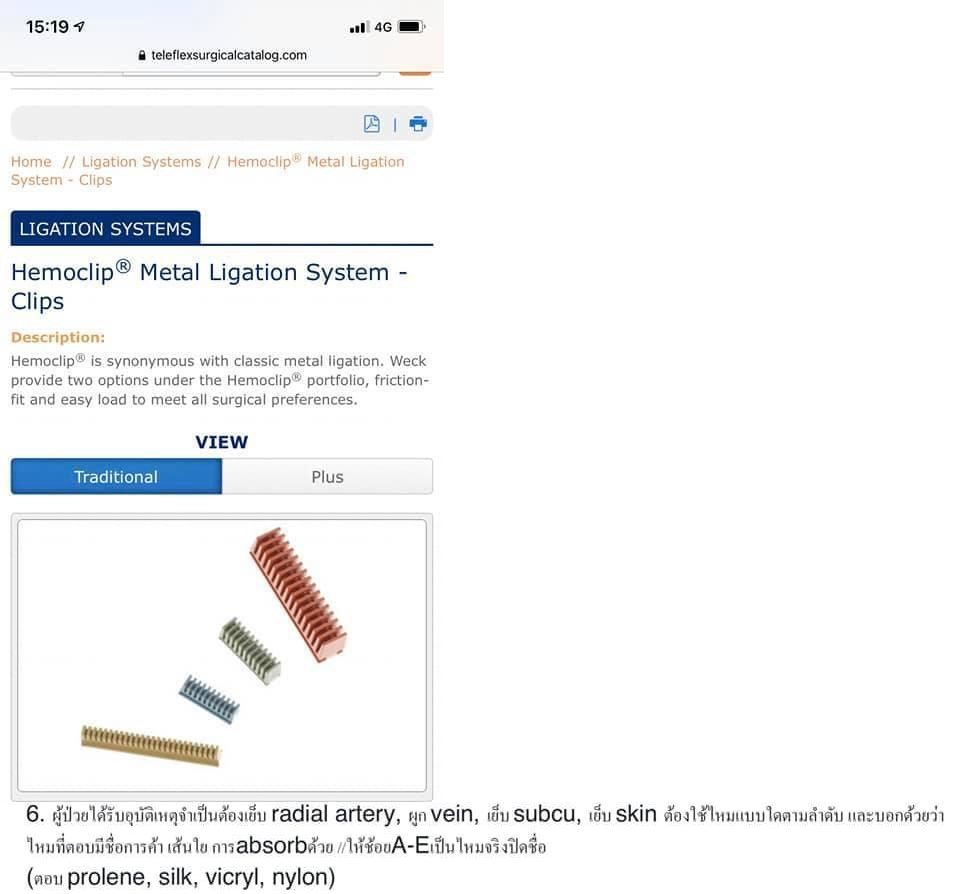 15:19
4G
teleflexsurgicalcatalog.com
Home // Ligation Systems // Hemoclip® Metal Ligation
System - Clips
LIGATION SYSTEMS
Hemoclip® Metal Ligation System -
Clips
Description:
Hemoclip® is synonymous with classic metal ligation. Weck
provide two options under the Hemoclip® portfolio, friction-
fit and easy load to meet all surgical preferences.
VIEW
Traditional
Plus
6. ผู้ป่วยได้รับอุบัติเหตุจำเป็นต้องเย็บ radial artery, ผูก vein, เย็บ subcu, เย็บ skin ต้องใช้ไหมแบบใดตามลำดับ และบอกด้วยว่า
ไหมที่ตอบมีชื่อการค้า เส้นใย การabsorbด้วย //ให้ช้อยA-Eเป็นไหมจริงปิดชื่อ
(ตอบ prolene, silk, vicryl, nylon)